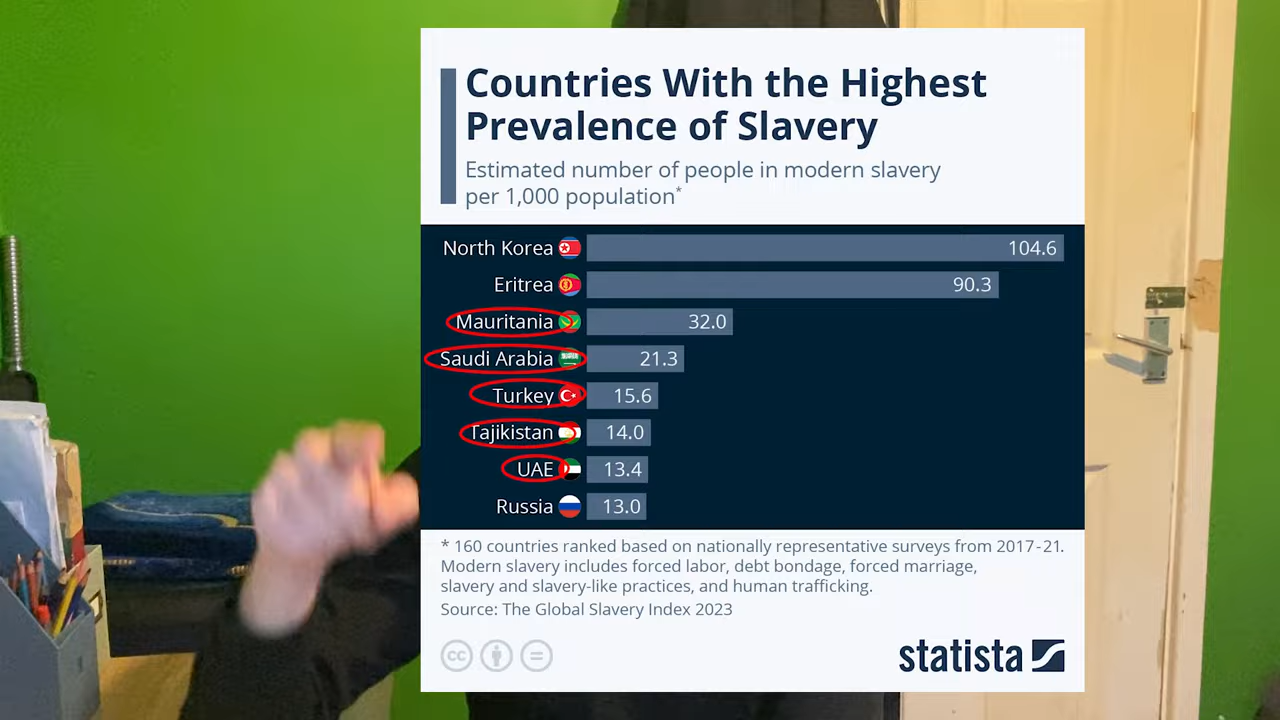 Countries With the Highest
Prevalence of Slavery
Estimated number of people in modern slavery
per 1,000 population*
North Korea 104.6
Eritrea 90.3
Mauritania 32.0
Saudi Arabia 21.3
Turkey 15.6
Tajikistan 14.0
UAE 13.4
Russia 13.0
* 160 countries ranked based on nationally representative surveys from 2017-21.
Modern slavery includes forced labor, debt bondage, forced marriage,
slavery and slavery-like practices, and human trafficking.
Source: The Global Slavery Index 2023
cc
statista